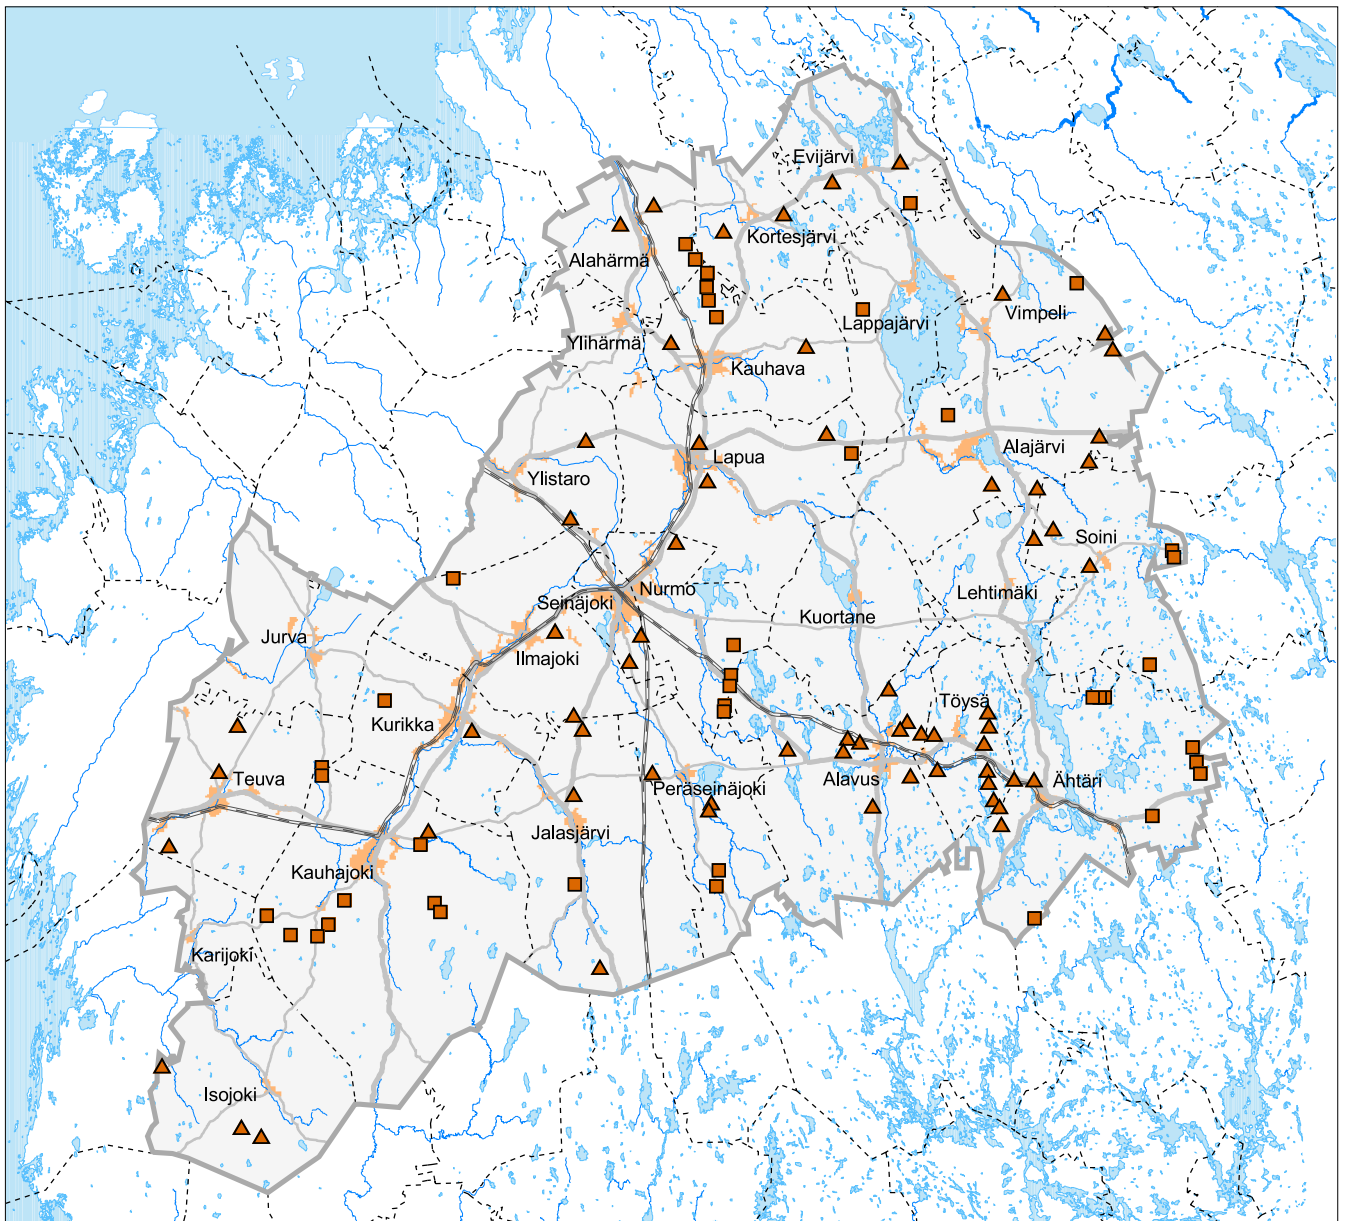 Evijärvi
Kortesjärvi
Alahärmä
Vimpeli
Lappajärvi
Ylihärmä
Kauhava
Alajärvi
Lapua
Ylistaro
Soini
Nurmo
Lehtimäki
Seinäjoki
Kuortane
Jurva
Ilmajoki
Töysä
Kurikka
Teuva
Alavus
Ähtäri
Peräseinäjoki
Jalasjärvi
Kauhajoki
Karijoki
Isojoki